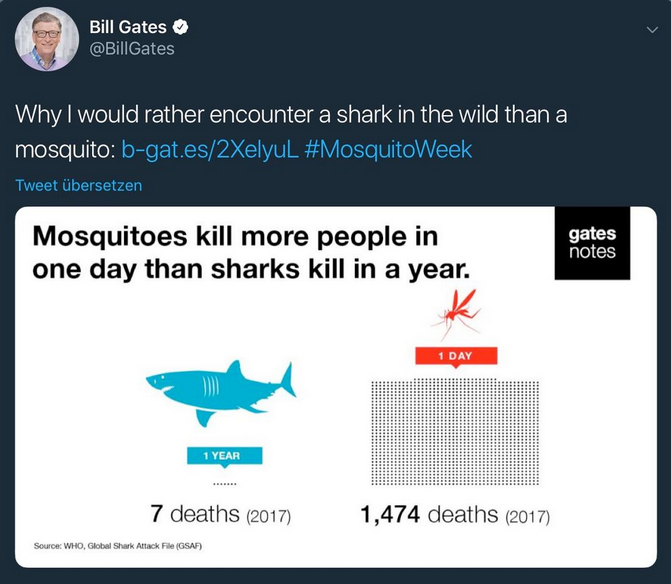 Bill Gates
@BillGates
Why I would rather encounter a shark in the wild than a
mosquito: b-gat.es/2XelyuL #MosquitoWeek
Tweet übersetzen
Mosquitoes kill more people in
one day than sharks kill in a year.
gates
notes
1 DAY
1 YEAR
7 deaths (2017)
1,474 deaths (2017)
Source: WHO, Global Shark Attack File (GSAF)